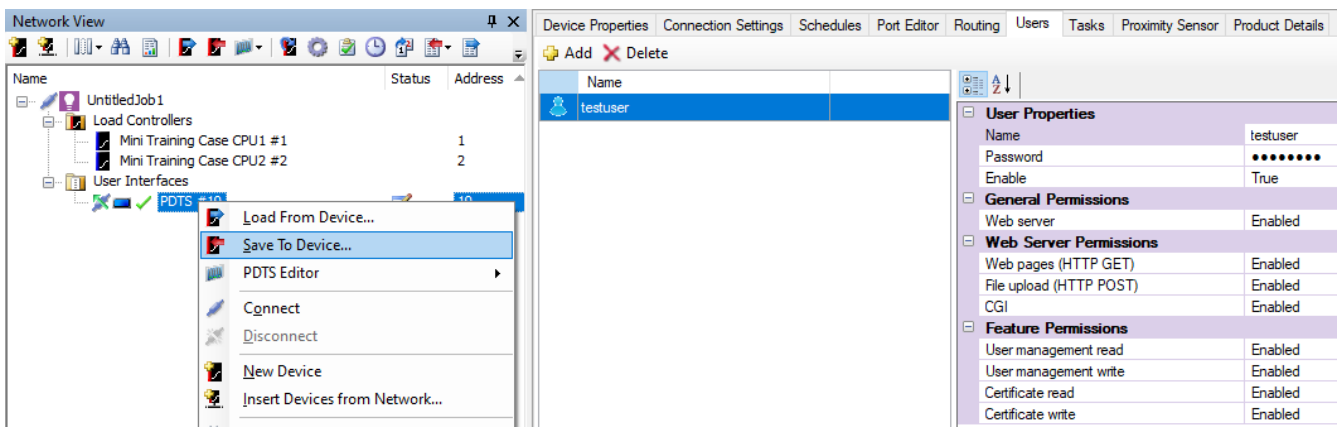 Network View
Name Status Address
UntitledJob1
Load Controllers
Mini Training Case CPU1 #1 1
Mini Training Case CPU2 #2 2
User Interfaces
PDTS #10 10
Load From Device...
Save To Device...
PDTS Editor
Connect
Disconnect
New Device
Insert Devices from Network...
Device Properties Connection Settings Schedules Port Editor Routing Users Tasks Proximity Sensor Product Details
Add Delete
Name
testuser
User Properties
Name testuser
Password ●●●●●●●●
Enable True
General Permissions
Web server Enabled
Web Server Permissions
Web pages (HTTP GET) Enabled
File upload (HTTP POST) Enabled
CGI Enabled
Feature Permissions
User management read Enabled
User management write Enabled
Certificate read Enabled
Certificate write Enabled